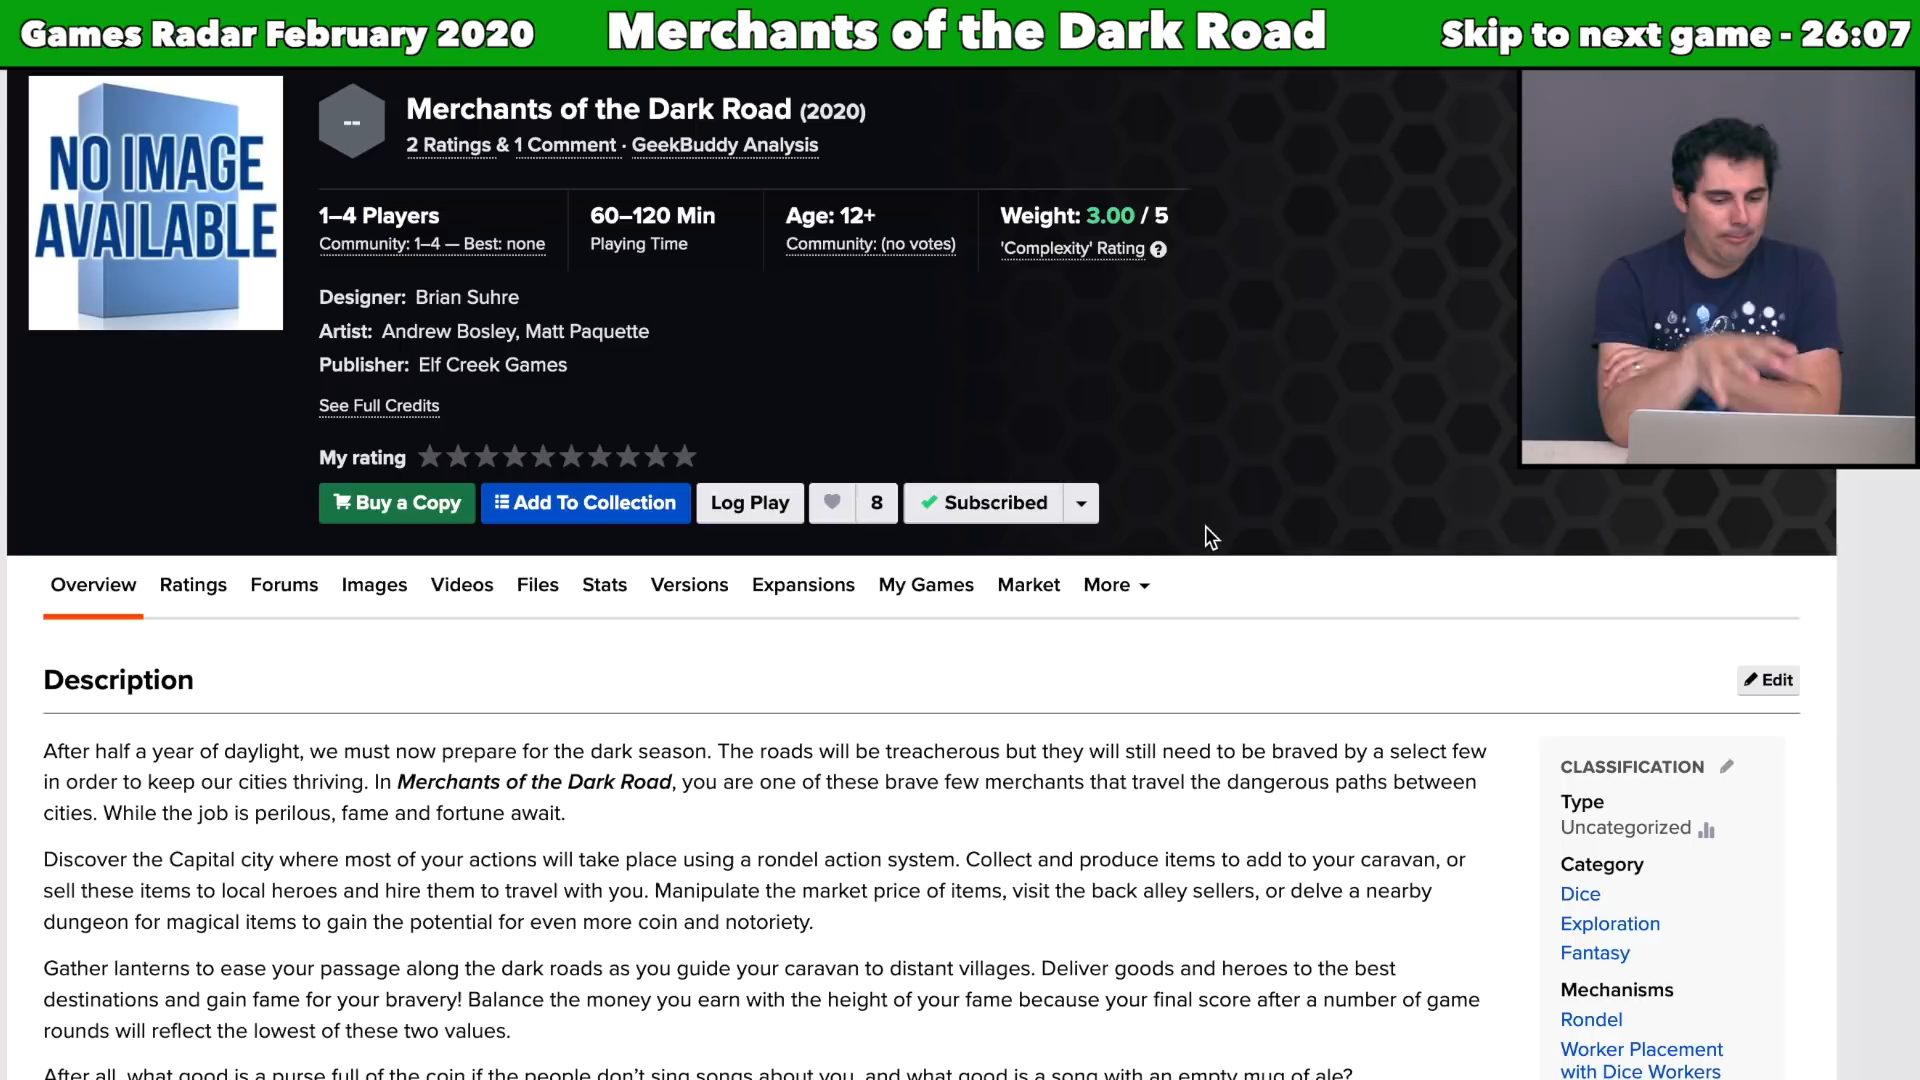 Games Radar February 2020
Merchants of the Dark Road
Skip to next game - 26:07
NO IMAGE
AVAILABLE
--
Merchants of the Dark Road (2020)
2 Ratings & 1 Comment · GeekBuddy Analysis
1–4 Players
Community: 1–4 — Best: none
60–120 Min
Playing Time
Age: 12+
Community: (no votes)
Weight: 3.00 / 5
'Complexity' Rating ?
Designer: Brian Suhre
Artist: Andrew Bosley, Matt Paquette
Publisher: Elf Creek Games
See Full Credits
My rating
Buy a Copy
Add To Collection
Log Play
8
Subscribed
Overview
Ratings
Forums
Images
Videos
Files
Stats
Versions
Expansions
My Games
Market
More
Description
Edit
After half a year of daylight, we must now prepare for the dark season. The roads will be treacherous but they will still need to be braved by a select few
in order to keep our cities thriving. In Merchants of the Dark Road, you are one of these brave few merchants that travel the dangerous paths between
cities. While the job is perilous, fame and fortune await.
Discover the Capital city where most of your actions will take place using a rondel action system. Collect and produce items to add to your caravan, or
sell these items to local heroes and hire them to travel with you. Manipulate the market price of items, visit the back alley sellers, or delve a nearby
dungeon for magical items to gain the potential for even more coin and notoriety.
Gather lanterns to ease your passage along the dark roads as you guide your caravan to distant villages. Deliver goods and heroes to the best
destinations and gain fame for your bravery! Balance the money you earn with the height of your fame because your final score after a number of game
rounds will reflect the lowest of these two values.
After all, what good is a purse full of the coin if the people don't sing songs about you, and what good is a song with an empty mug of ale?
CLASSIFICATION
Type
Uncategorized
Category
Dice
Exploration
Fantasy
Mechanisms
Rondel
Worker Placement
with Dice Workers